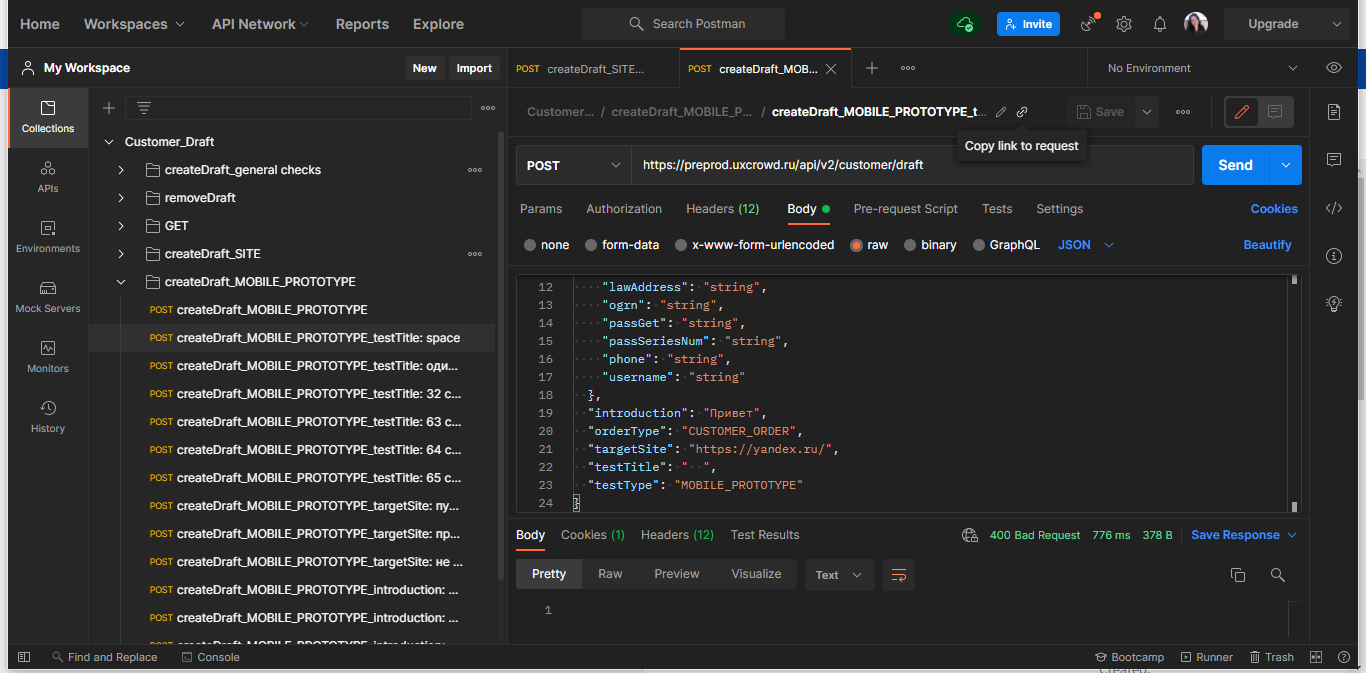 Home Workspaces API Network Reports Explore Search Postman Invite Upgrade
My Workspace New Import
POST createDraft_SITE... POST createDraft_MOB... No Environment
Collections
APIs
Environments
Mock Servers
Monitors
History
Customer_Draft
createDraft_general checks
removeDraft
GET
createDraft_SITE
createDraft_MOBILE_PROTOTYPE
POST createDraft_MOBILE_PROTOTYPE
POST createDraft_MOBILE_PROTOTYPE_testTitle: space
POST createDraft_MOBILE_PROTOTYPE_testTitle: оди...
POST createDraft_MOBILE_PROTOTYPE_testTitle: 32 с...
POST createDraft_MOBILE_PROTOTYPE_testTitle: 63 с...
POST createDraft_MOBILE_PROTOTYPE_testTitle: 64 с...
POST createDraft_MOBILE_PROTOTYPE_testTitle: 65 с...
POST createDraft_MOBILE_PROTOTYPE_targetSite: пу...
POST createDraft_MOBILE_PROTOTYPE_targetSite: пр...
POST createDraft_MOBILE_PROTOTYPE_targetSite: не ...
POST createDraft_MOBILE_PROTOTYPE_introduction: ...
POST createDraft_MOBILE_PROTOTYPE_introduction: ...
POST createDraft_MOBILE_PROTOTYPE_introduction:
Customer... / createDraft_MOBILE_P... / createDraft_MOBILE_PROTOTYPE_t... Save
Copy link to request
POST https://preprod.uxcrowd.ru/api/v2/customer/draft Send
Params Authorization Headers (12) Body Pre-request Script Tests Settings Cookies
none form-data x-www-form-urlencoded raw binary GraphQL JSON Beautify
12 "lawAddress": "string",
13 "ogrn": "string",
14 "passGet": "string",
15 "passSeriesNum": "string",
16 "phone": "string",
17 "username": "string"
18 },
19 "introduction": "Привет",
20 "orderType": "CUSTOMER_ORDER",
21 "targetSite": "https://yandex.ru/",
22 "testTitle": "  ",
23 "testType": "MOBILE_PROTOTYPE"
24 }
Body Cookies (1) Headers (12) Test Results 400 Bad Request 776 ms 378 B Save Response
Pretty Raw Preview Visualize Text
1
Find and Replace Console Bootcamp Runner Trash
Created: